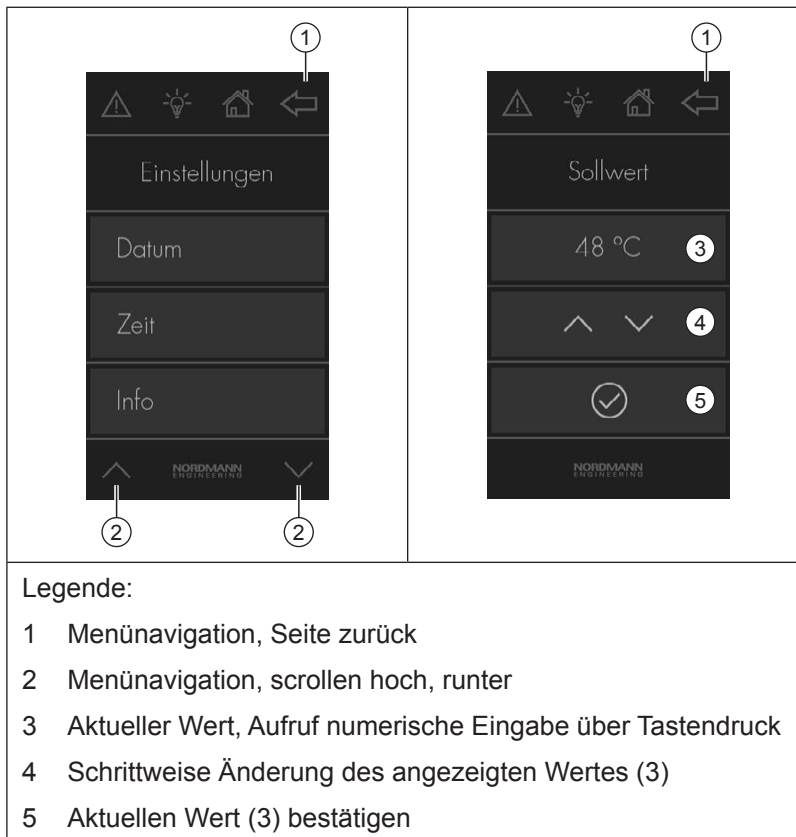 1
Einstellungen
Datum
Zeit
Info
NORDMANN
ENGINEERING
2
2
1
Sollwert
48 °C
3
4
5
NORDMANN
ENGINEERING
Legende:
1 Menünavigation, Seite zurück
2 Menünavigation, scrollen hoch, runter
3 Aktueller Wert, Aufruf numerische Eingabe über Tastendruck
4 Schrittweise Änderung des angezeigten Wertes (3)
5 Aktuellen Wert (3) bestätigen